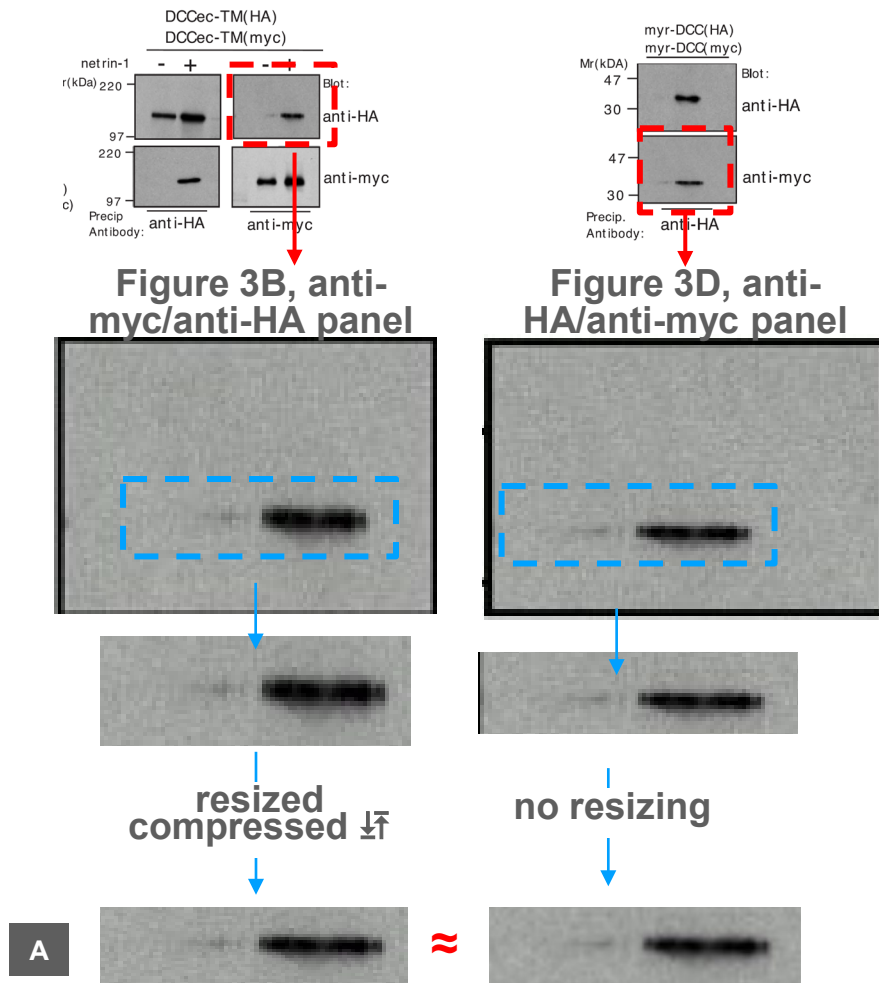 DCCec-TM(HA)
DCCec-TM(myc)
netrin-1 - +
- +
r(kDa) 220
Blot:
anti-HA
97
220
anti-myc
97
)
c)
Precip
Antibody:
anti-HA
anti-myc
myr-DCC(HA)
myr-DCC(myc)
Mr(kDA)
47
Blot:
anti-HA
30
47
anti-myc
30
Precip.
Antibody:
anti-HA
Figure 3B, anti-
myc/anti-HA panel
Figure 3D, anti-
HA/anti-myc panel
resized
compressed
no resizing
A
≈